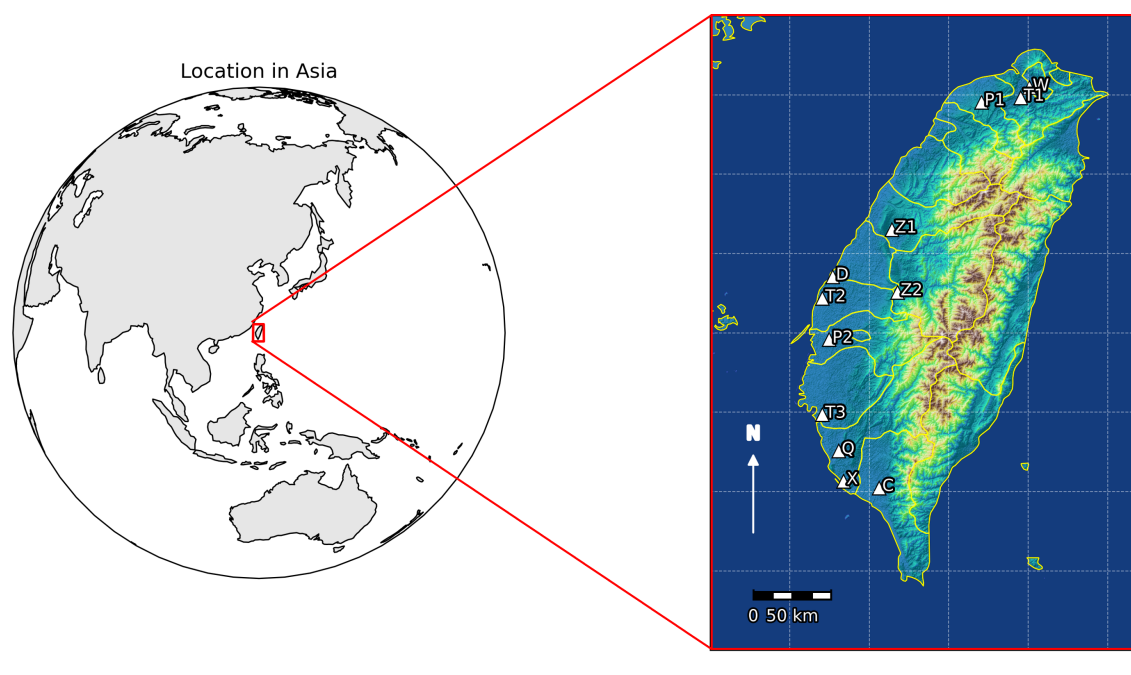 Location in Asia
W
P1
T1
Z1
D
Z2
T2
P2
T3
N
Q
X
C
0 50 km